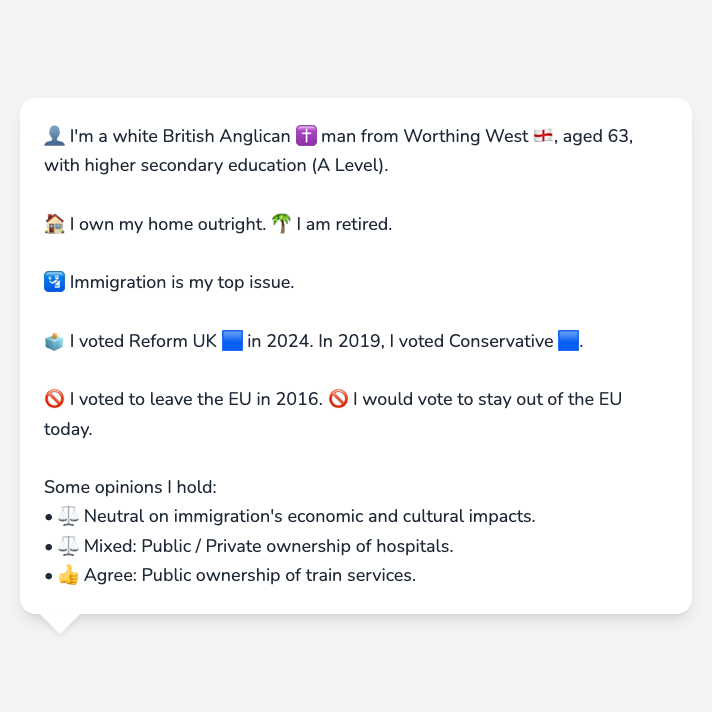 👤 I'm a white British Anglican ✝️ man from Worthing West 🏴󠁧󠁢󠁥󠁮󠁧󠁿, aged 63,
with higher secondary education (A Level).
🏠 I own my home outright. 🌴 I am retired.
🛂 Immigration is my top issue.
🗳️ I voted Reform UK 🟦 in 2024. In 2019, I voted Conservative 🟦.
🚫 I voted to leave the EU in 2016. 🚫 I would vote to stay out of the EU
today.
Some opinions I hold:
• ⚖️ Neutral on immigration's economic and cultural impacts.
• ⚖️ Mixed: Public / Private ownership of hospitals.
• 👍 Agree: Public ownership of train services.